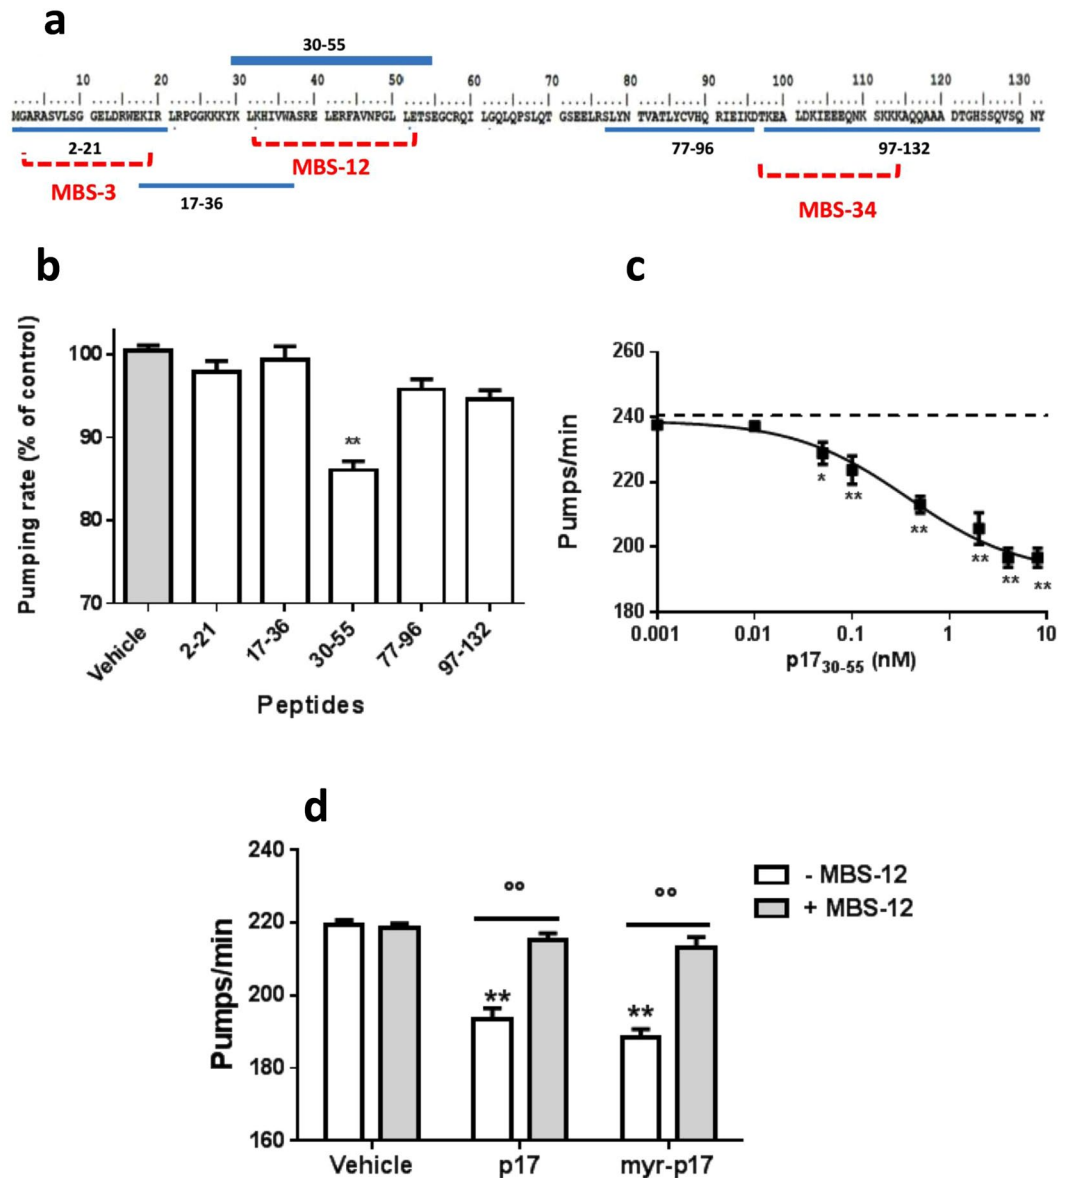 a
30-55
10 20 30 40 50 60 70 80 90 100 110 120 130
MGARASVLSG GELDRWEKIR LRPGGKKKYK LKHIVWASRE LERFAVNPGL LETSEGCRQI LGQLQPSLQT GSEELRSLYN TVATLYCVHQ RIEIKDTKEA LDKIEEEQNK SKKKAQQAAA DTGHSSQVSQ NY
2-21 77-96 97-132
MBS-3 MBS-12 MBS-34
17-36
b
Pumping rate (% of control)
100
90
80
70
**
Vehicle 2-21 17-36 30-55 77-96 97-132
Peptides
c
Pumps/min
260
240
220
200
180
* ** ** ** ** **
0.001 0.01 0.1 1 10
p17₃₀₋₅₅ (nM)
d
Pumps/min
240
220
200
180
160
°° °°
** **
- MBS-12
+ MBS-12
Vehicle p17 myr-p17